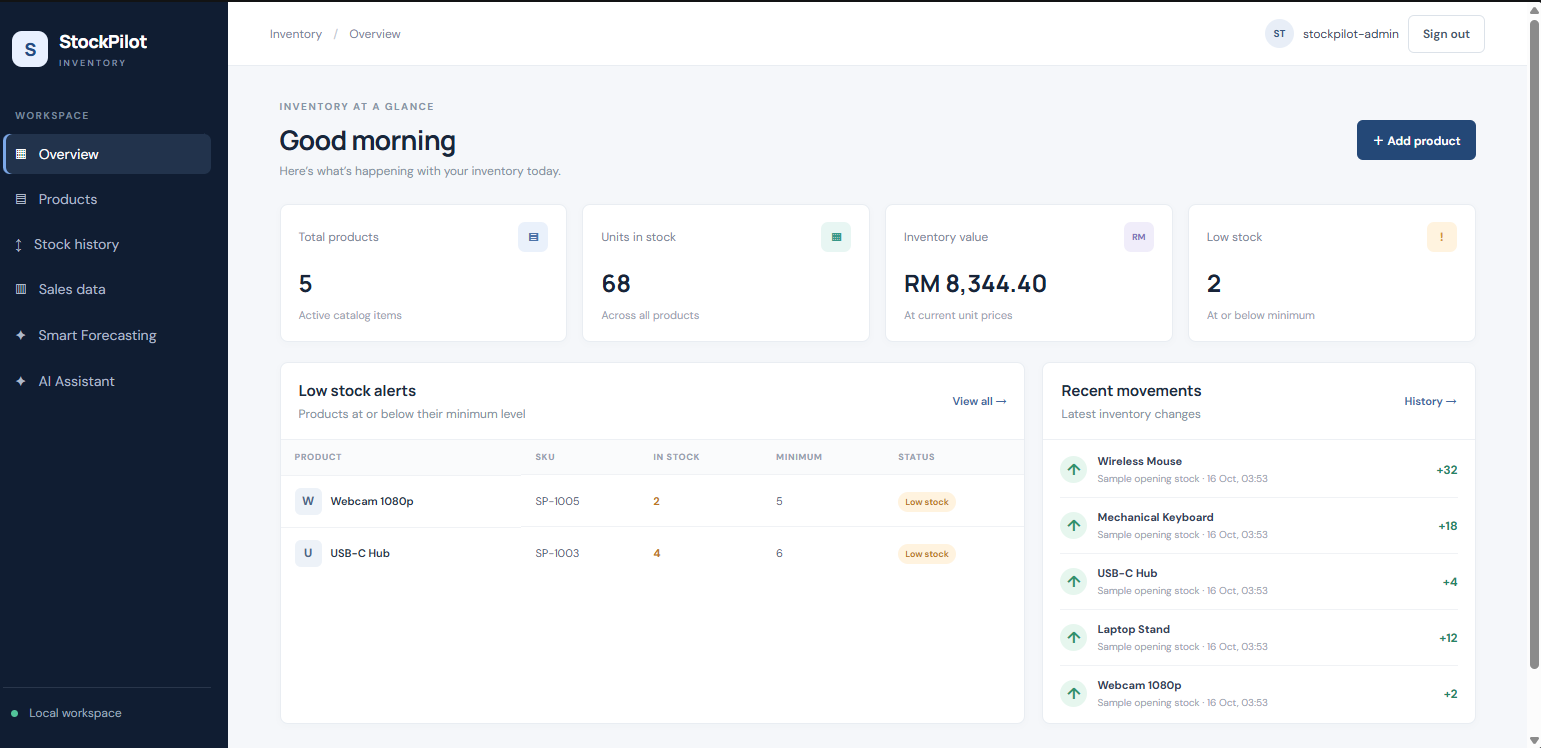 S
StockPilot
INVENTORY
WORKSPACE
Overview
Products
Stock history
Sales data
Smart Forecasting
AI Assistant
Local workspace
Inventory / Overview
ST stockpilot-admin Sign out
INVENTORY AT A GLANCE
Good morning
Here's what's happening with your inventory today.
+ Add product
Total products
5
Active catalog items
Units in stock
68
Across all products
Inventory value RM
RM 8,344.40
At current unit prices
Low stock !
2
At or below minimum
Low stock alerts
Products at or below their minimum level
View all →
PRODUCT SKU IN STOCK MINIMUM STATUS
W Webcam 1080p SP-1005 2 5 Low stock
U USB-C Hub SP-1003 4 6 Low stock
Recent movements
Latest inventory changes
History →
Wireless Mouse
Sample opening stock · 16 Oct, 03:53
+32
Mechanical Keyboard
Sample opening stock · 16 Oct, 03:53
+18
USB-C Hub
Sample opening stock · 16 Oct, 03:53
+4
Laptop Stand
Sample opening stock · 16 Oct, 03:53
+12
Webcam 1080p
Sample opening stock · 16 Oct, 03:53
+2